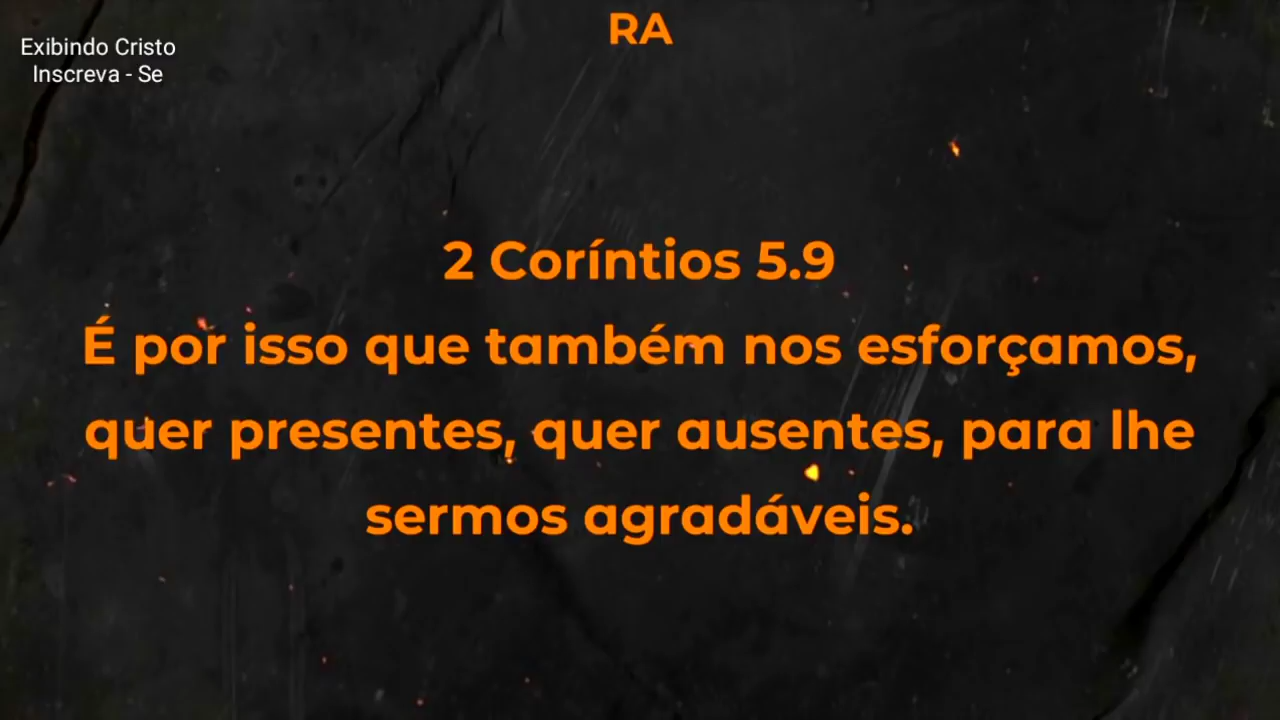 RA
Exibindo Cristo
Inscreva - Se
2 Coríntios 5.9
É por isso que também nos esforçamos,
quer presentes, quer ausentes, para lhe
sermos agradáveis.